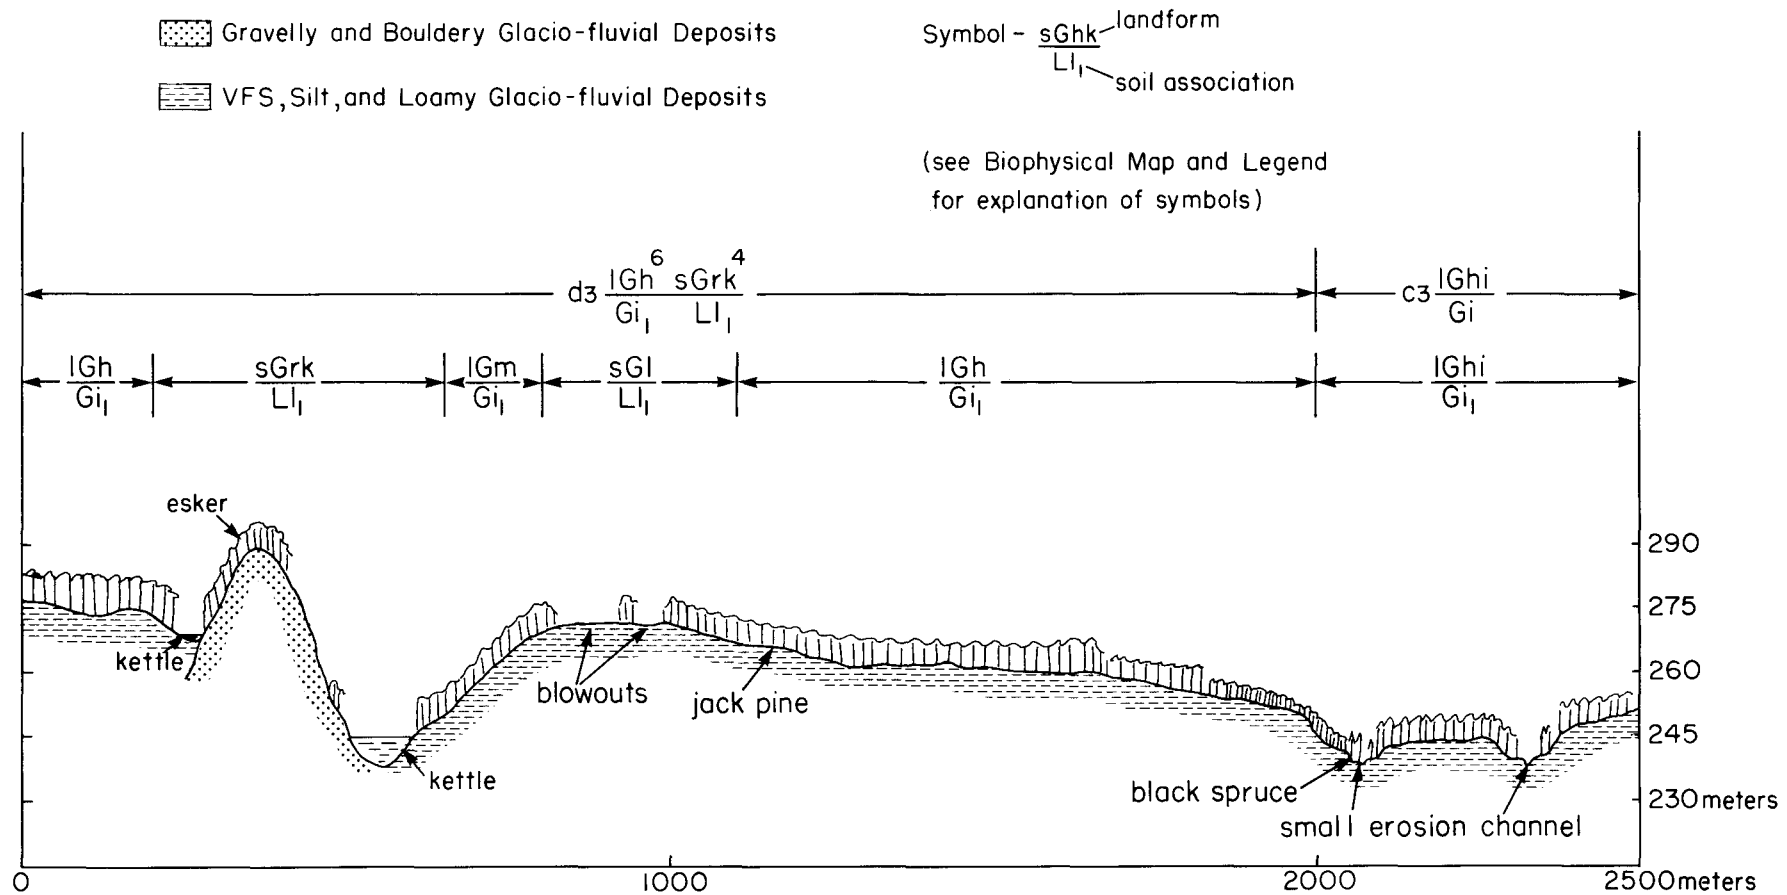 Gravelly and Bouldery Glacio-fluvial Deposits
VFS, Silt, and Loamy Glacio-fluvial Deposits
Symbol - sGhk landform
Ll₁ soil association
(see Biophysical Map and Legend
for explanation of symbols)
d3 lGh⁶ sGrk⁴
Gi₁ Ll₁
c3 lGhi
Gi
lGh
Gi₁
sGrk
Ll₁
lGm
Gi₁
sGl
Ll₁
lGh
Gi₁
lGhi
Gi₁
esker
kettle
kettle
blowouts
jack pine
black spruce
small erosion channel
290
275
260
245
230 meters
0
1000
2000
2500 meters